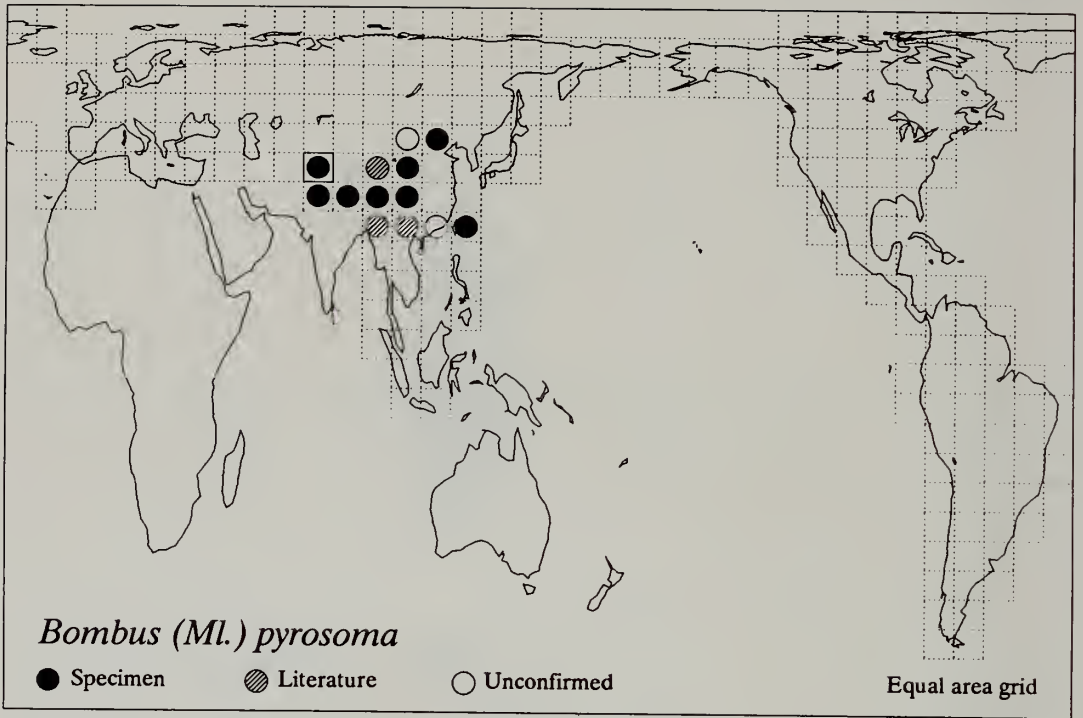 Bombus (Ml.) pyrosoma
Specimen Literature Unconfirmed
Equal area grid